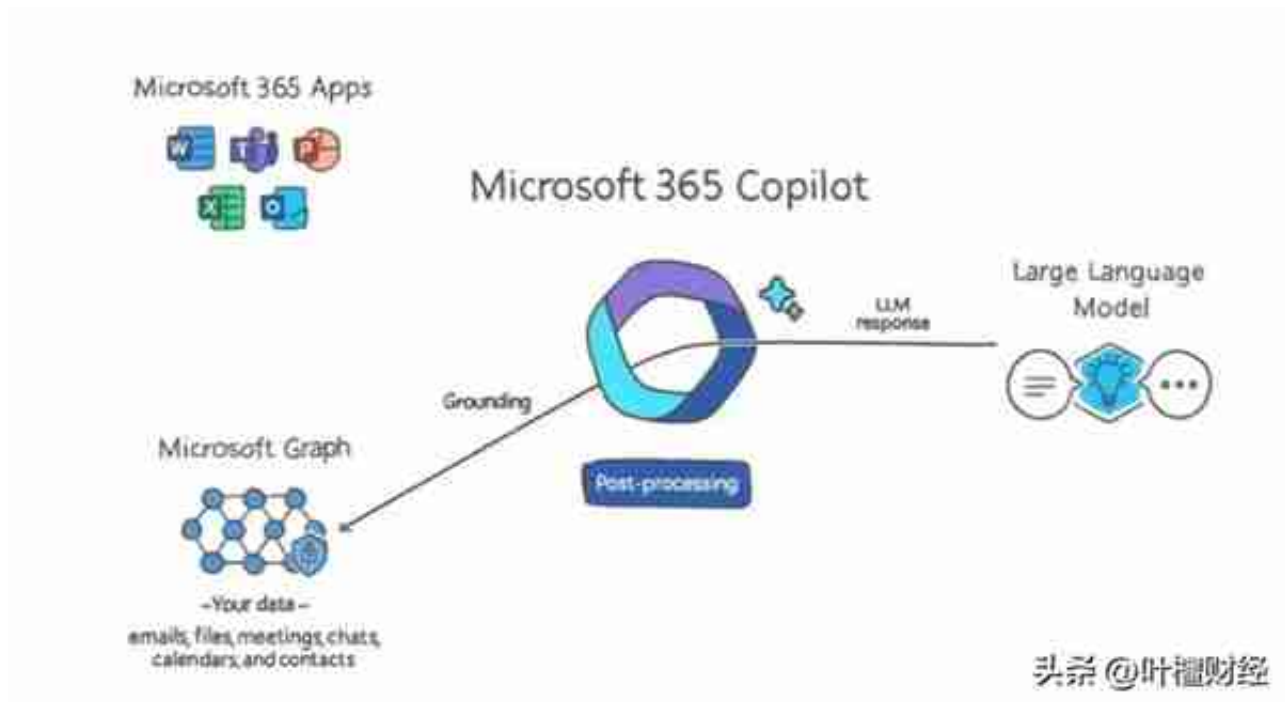 Microsoft 365 Apps
W
T
P
X
O
Microsoft 365 Copilot
Large Language
Model
LLM
response
Grounding
Microsoft Graph
Post-processing
-Your data-
emails, files, meetings, chats,
calendars, and contacts
头条 @叶檀财经